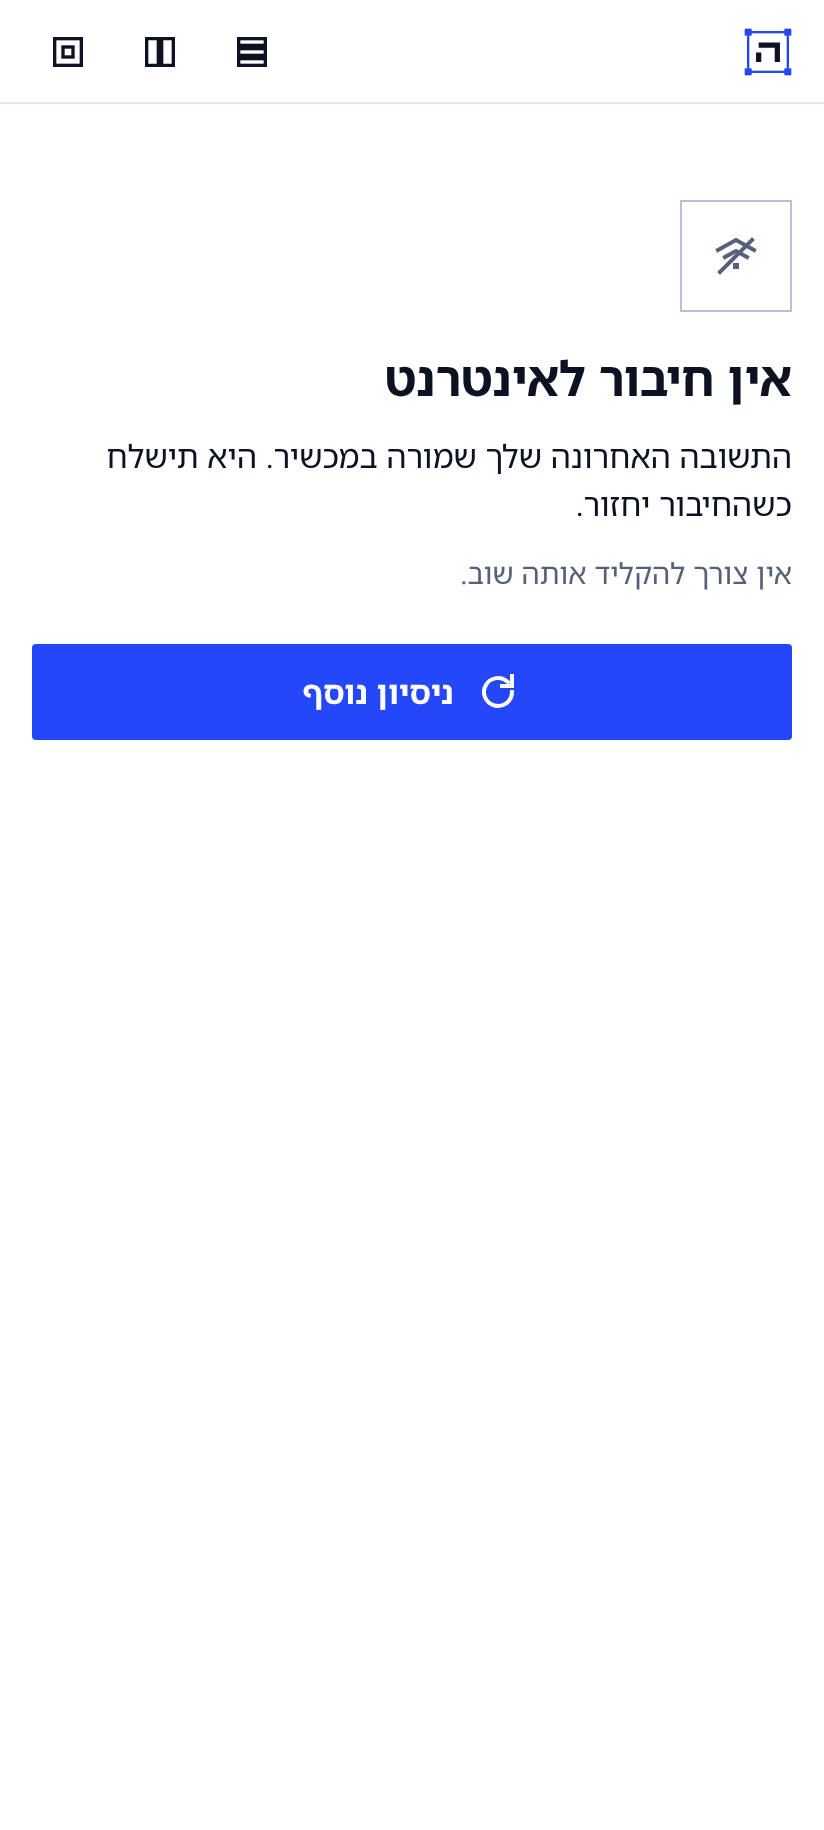 ה
אין חיבור לאינטרנט
התשובה האחרונה שלך שמורה במכשיר. היא תישלח
כשהחיבור יחזור.
אין צורך להקליד אותה שוב.
ניסיון נוסף